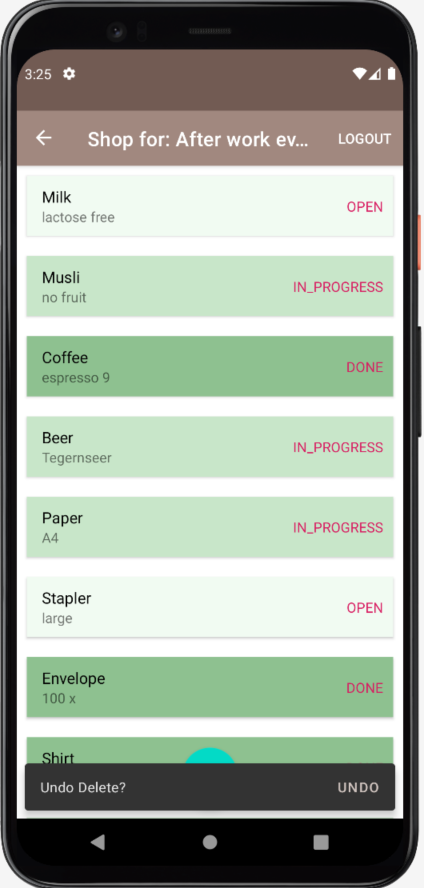 3:25
Shop for: After work ev... LOGOUT
Milk
lactose free
OPEN
Musli
no fruit
IN_PROGRESS
Coffee
espresso 9
DONE
Beer
Tegernseer
IN_PROGRESS
Paper
A4
IN_PROGRESS
Stapler
large
OPEN
Envelope
100 x
DONE
Shirt
Undo Delete? UNDO